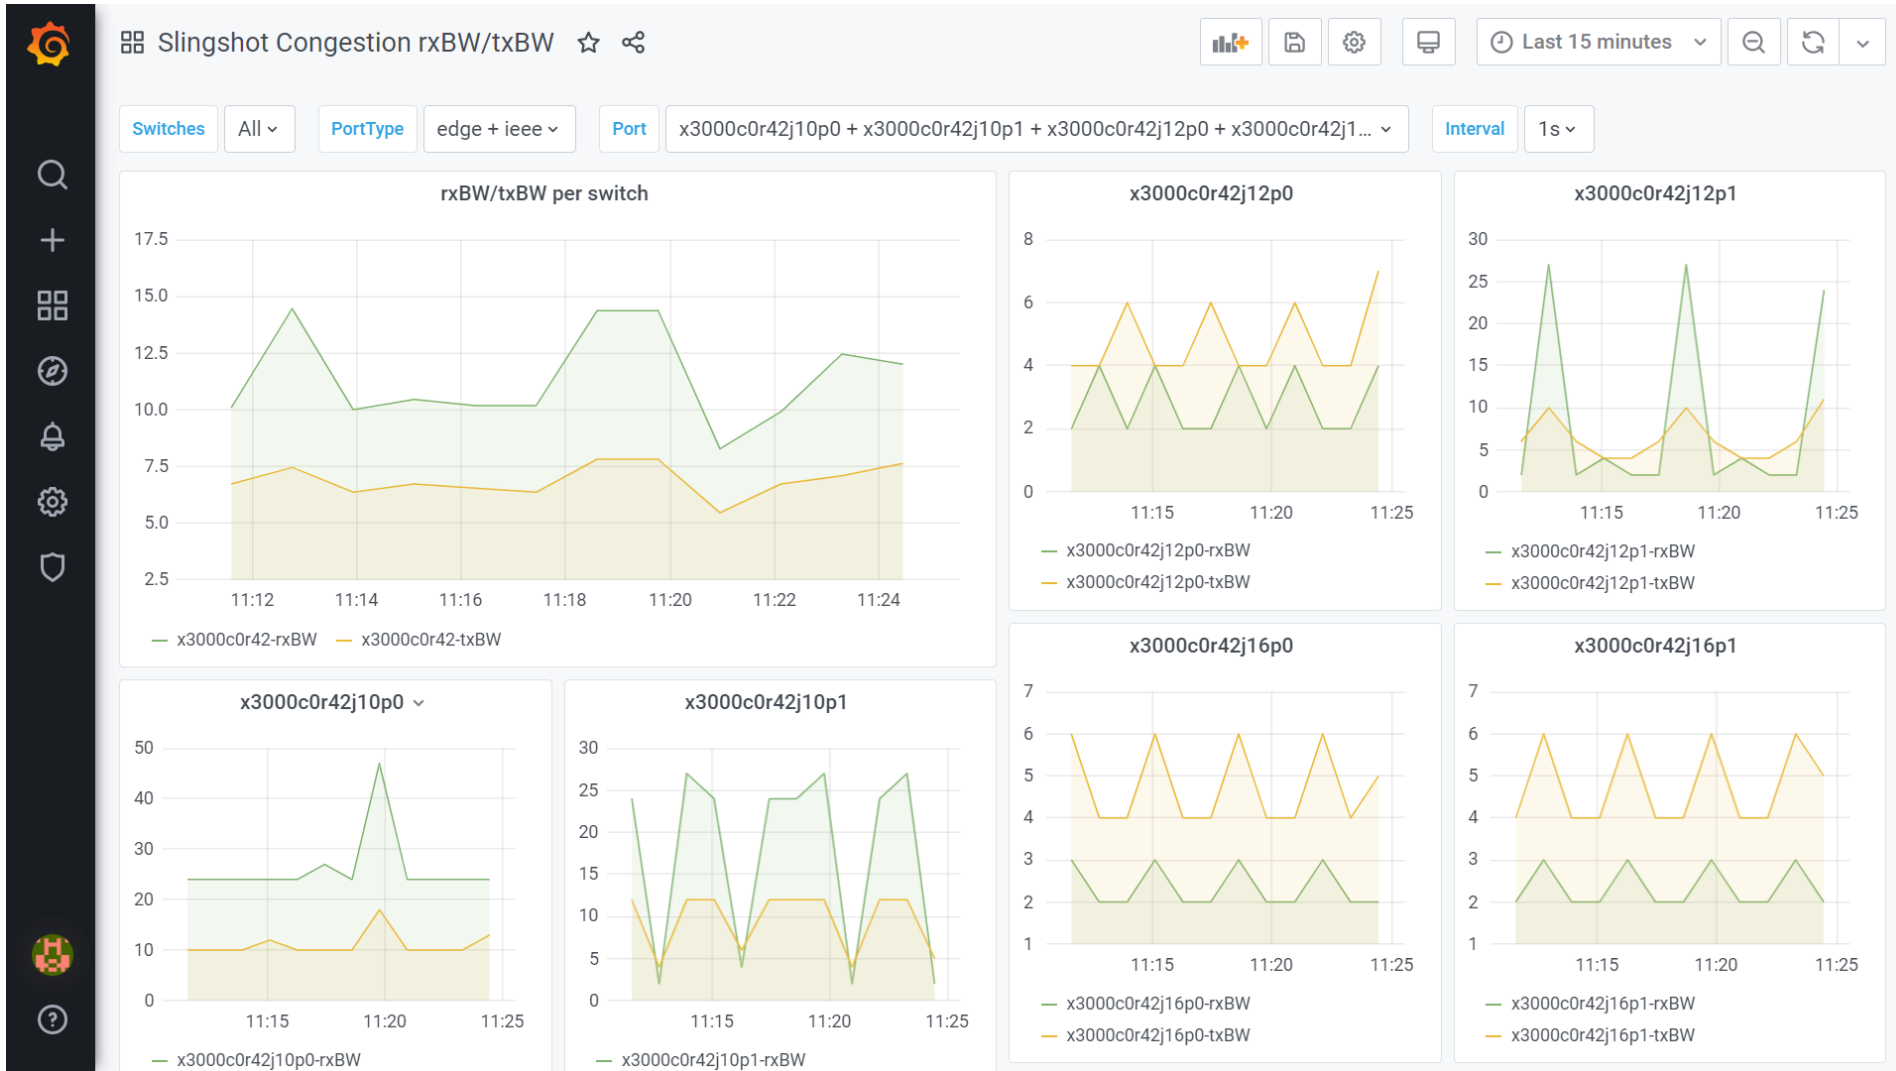 Slingshot Congestion rxBW/txBW
Last 15 minutes
Switches All PortType edge + ieee Port x3000c0r42j10p0 + x3000c0r42j10p1 + x3000c0r42j12p0 + x3000c0r42j1... Interval 1s
rxBW/txBW per switch
17.5
15.0
12.5
10.0
7.5
5.0
2.5
11:12 11:14 11:16 11:18 11:20 11:22 11:24
x3000c0r42-rxBW x3000c0r42-txBW
x3000c0r42j12p0
8
6
4
2
0
11:15 11:20 11:25
x3000c0r42j12p0-rxBW
x3000c0r42j12p0-txBW
x3000c0r42j12p1
30
25
20
15
10
5
0
11:15 11:20 11:25
x3000c0r42j12p1-rxBW
x3000c0r42j12p1-txBW
x3000c0r42j10p0
50
40
30
20
10
0
11:15 11:20 11:25
x3000c0r42j10p0-rxBW
x3000c0r42j10p1
30
25
20
15
10
5
0
11:15 11:20 11:25
x3000c0r42j10p1-rxBW
x3000c0r42j16p0
7
6
5
4
3
2
1
11:15 11:20 11:25
x3000c0r42j16p0-rxBW
x3000c0r42j16p0-txBW
x3000c0r42j16p1
7
6
5
4
3
2
1
11:15 11:20 11:25
x3000c0r42j16p1-rxBW
x3000c0r42j16p1-txBW